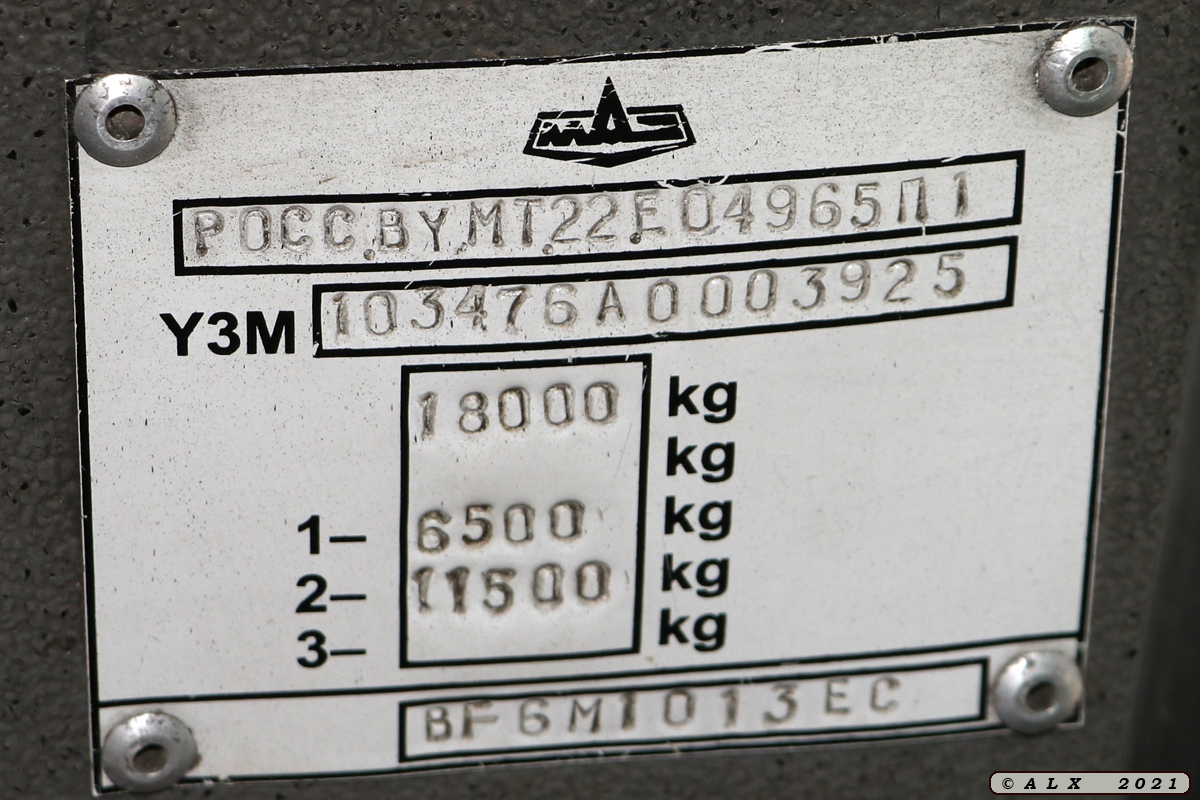 МАЗ
РОСС.BY.МТ22.Е04965П1
Y3M 103476A0003925
18000 kg
kg
1– 6500 kg
2– 11500 kg
3– kg
BF6M1013EC
© ALX 2021